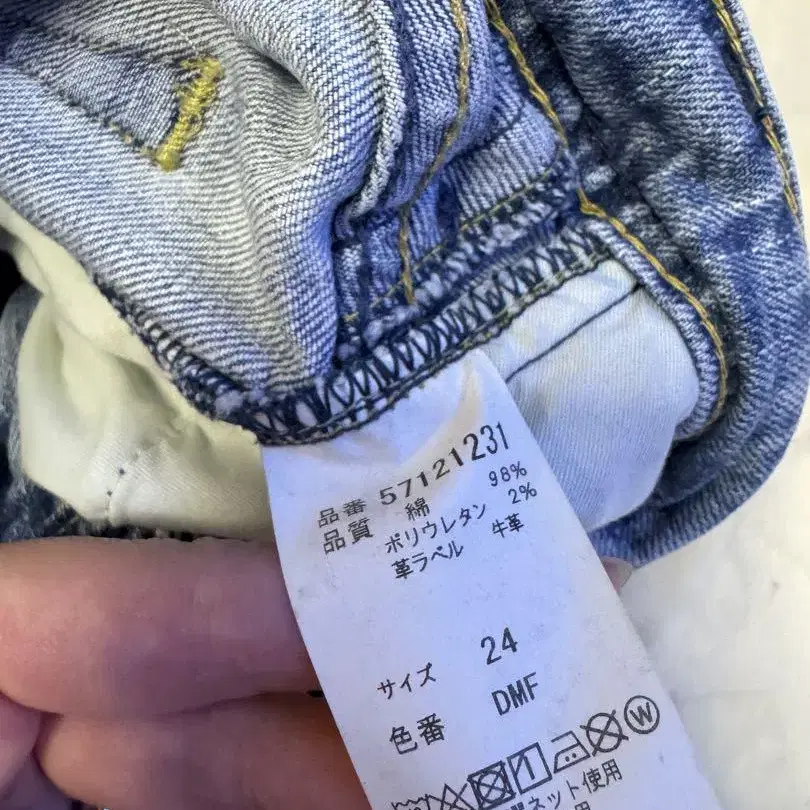 品番 57121231
品質 綿 98%
ポリウレタン 2%
革ラベル 牛革
サイズ 24
色番 DMF
W
ネット使用
用